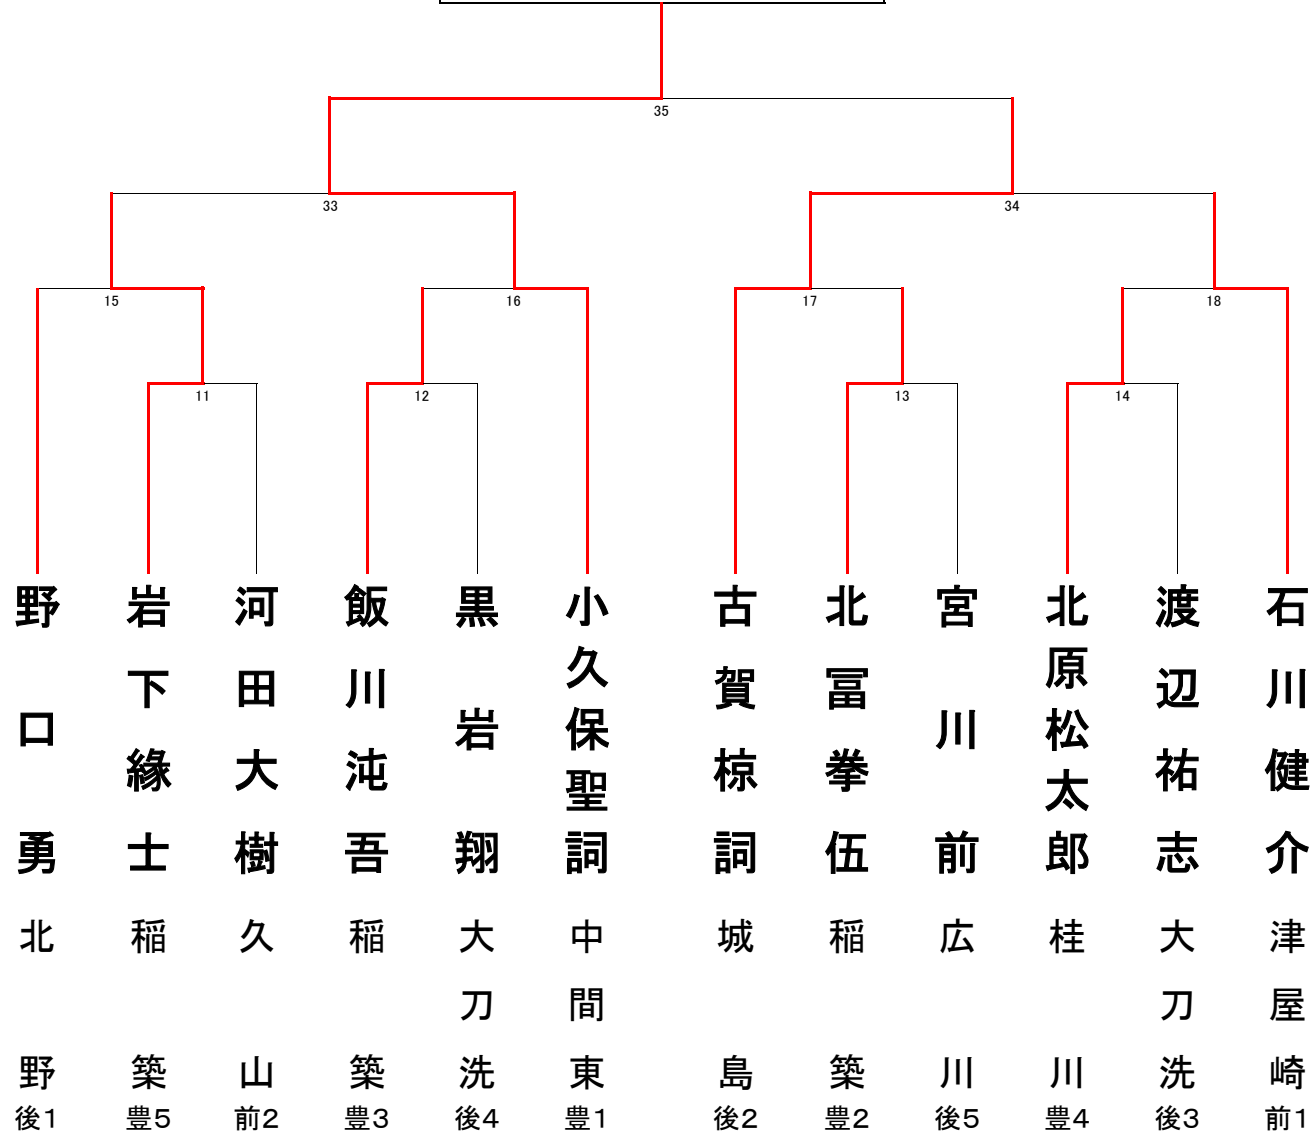 35
33
34
15
16
17
18
11
12
13
14
野口勇
岩下緣士
河田大樹
飯川沌吾
黒岩翔
小久保聖詞
古賀椋詞
北冨拳伍
宮川前
北原松太郎
渡辺祐志
石川健介
北野
稲築
久山
稲築
大刀洗
中間東
城島
稲築
広川
桂川
大刀洗
津屋崎
後1
豊5
前2
豊3
後4
豊1
後2
豊2
後5
豊4
後3
前1